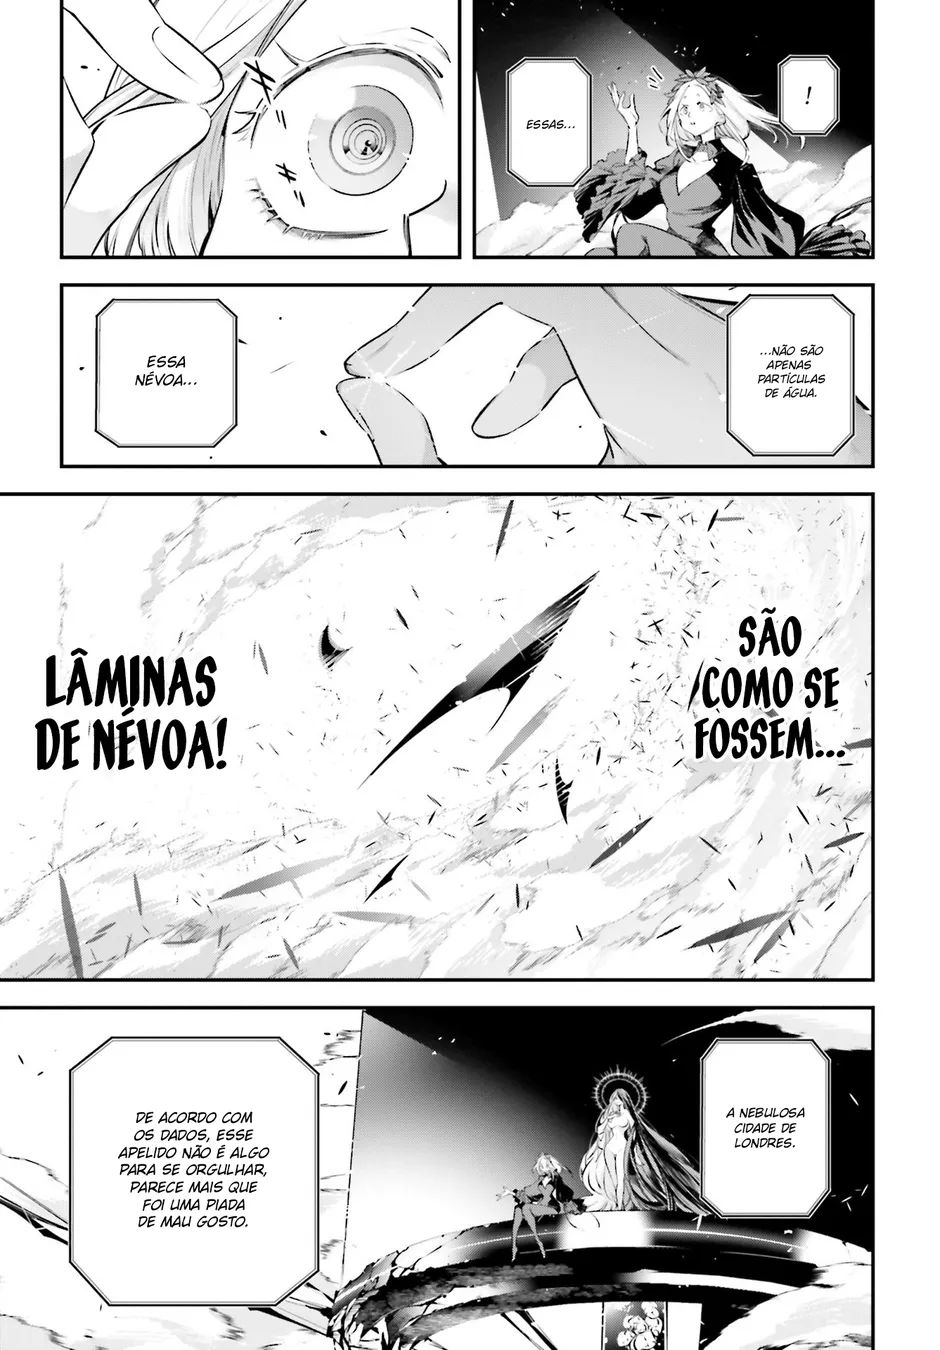 !
ESSAS...
...NÃO SÃO
APENAS
PARTÍCULAS
DE ÁGUA.
ESSA
NÉVOA...
SÃO
COMO SE
FOSSEM...
LÂMINAS
DE NÉVOA!
A NEBULOSA
CIDADE DE
LONDRES.
DE ACORDO COM
OS DADOS, ESSE
APELIDO NÃO É ALGO
PARA SE ORGULHAR,
PARECE MAIS QUE
FOI UMA PIADA
DE MAU GOSTO.